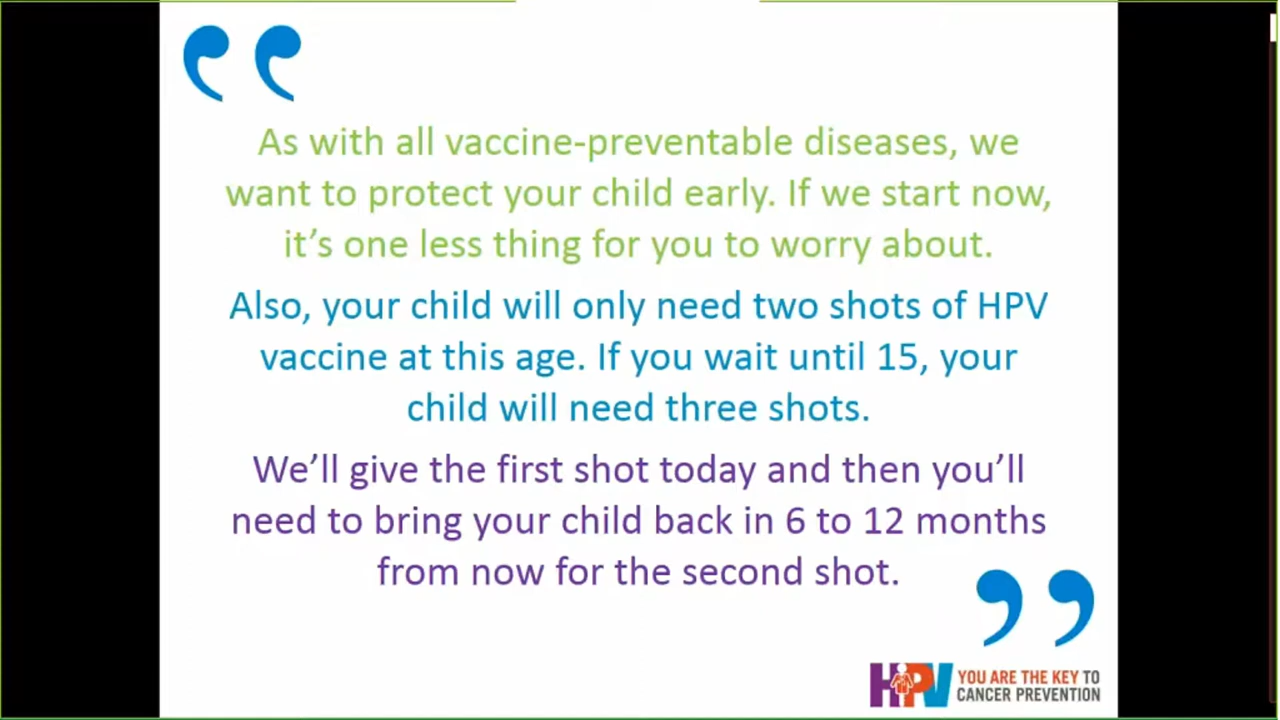 As with all vaccine-preventable diseases, we
want to protect your child early. If we start now,
it's one less thing for you to worry about.
Also, your child will only need two shots of HPV
vaccine at this age. If you wait until 15, your
child will need three shots.
We'll give the first shot today and then you'll
need to bring your child back in 6 to 12 months
from now for the second shot.
HPV
YOU ARE THE KEY TO
CANCER PREVENTION